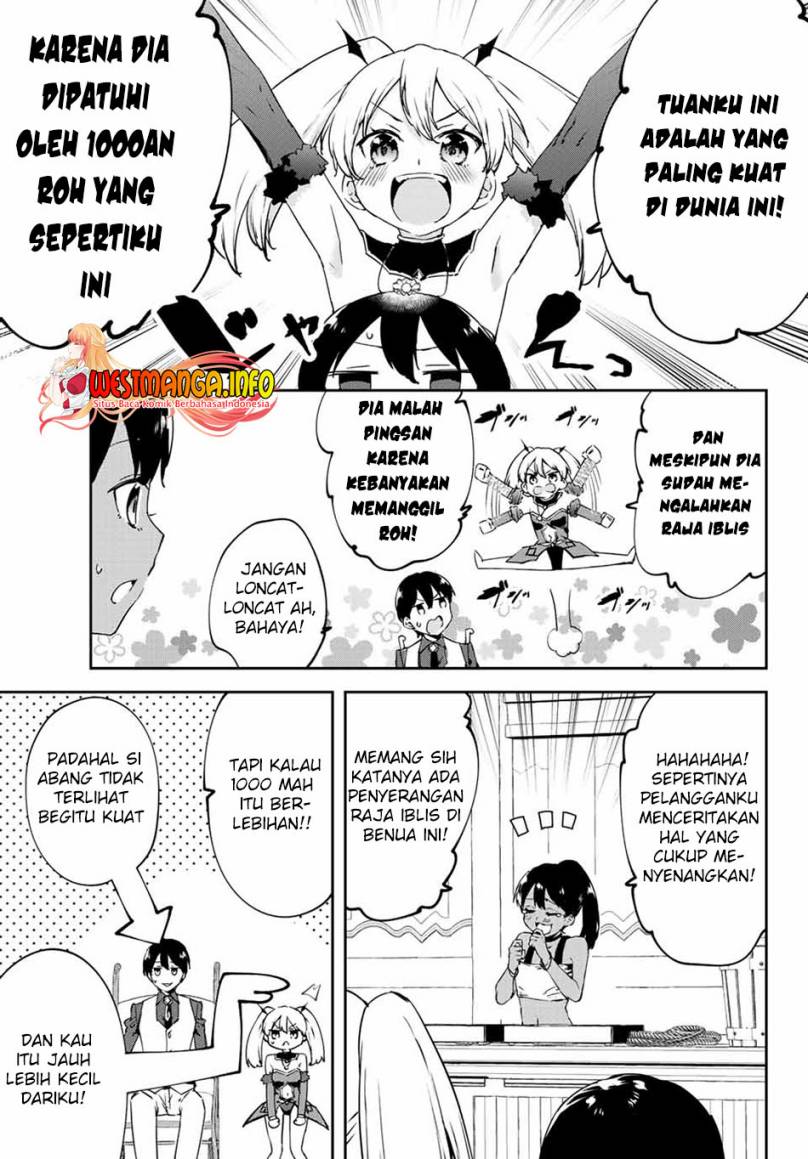 TUANKU INI
ADALAH YANG
PALING KUAT
DI DUNIA INI!
KARENA DIA
DIPATUHI
OLEH 1000AN
ROH YANG
SEPERTIKU
INI
WESTMANGA.INFO
Situs Baca Komik Berbahasa Indonesia
DAN
MESKIPUN DIA
SUDAH ME-
NGALAHKAN
RAJA IBLIS
DIA MALAH
PINGSAN
KARENA
KEBANYAKAN
MEMANGGIL
ROH!
JANGAN
LONCAT-
LONCAT AH,
BAHAYA!
HAHAHAHA!
SEPERTINYA
PELANGGANKU
MENCERITAKAN
HAL YANG
CUKUP ME-
NYENANGKAN!
MEMANG SIH
KATANYA ADA
PENYERANGAN
RAJA IBLIS DI
BENUA INI!
TAPI KALAU
1000 MAH
ITU BER-
LEBIHAN!!
PADAHAL SI
ABANG TIDAK
TERLIHAT
BEGITU KUAT
DAN KAU
ITU JAUH
LEBIH KECIL
DARIKU!